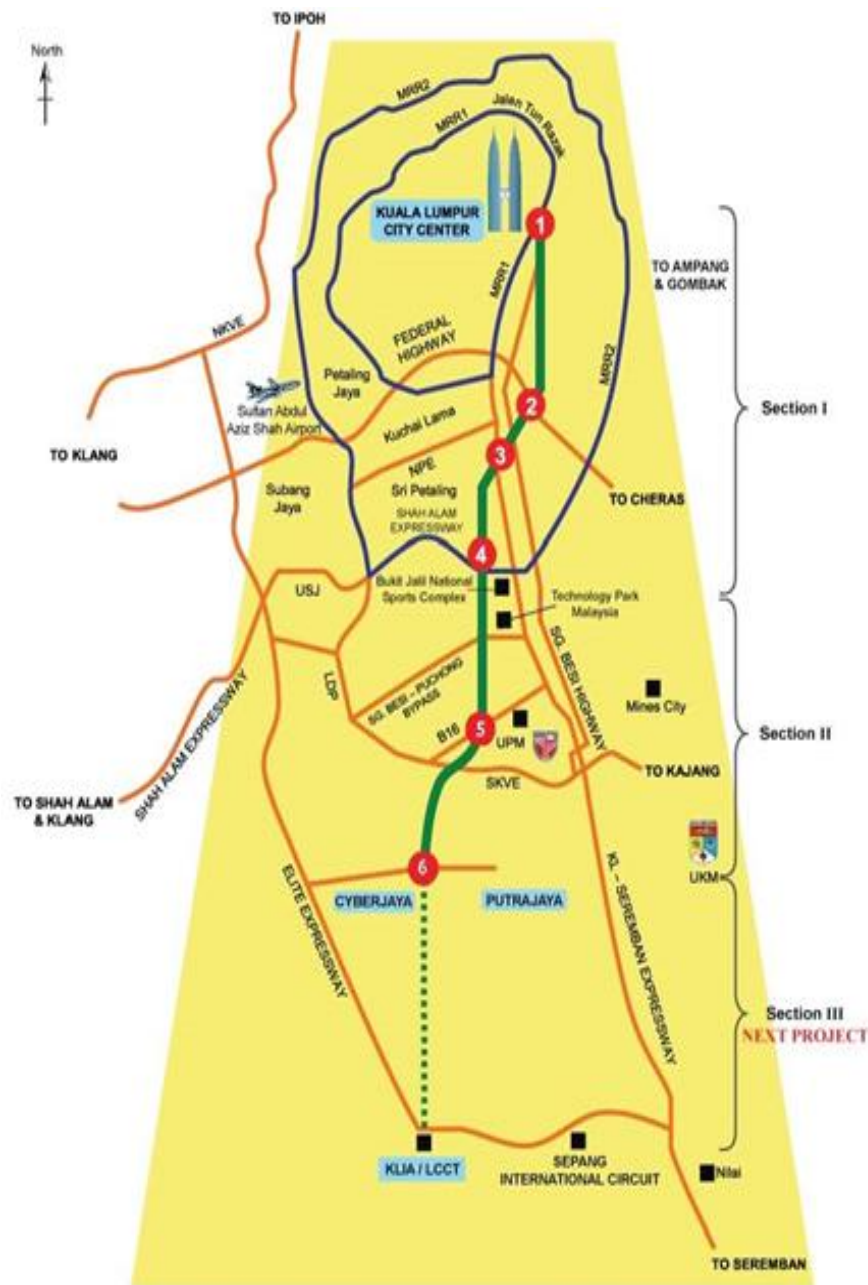 TO IPOH
North
MRR2
MRR1
Jalen Tun Razak
KUALA LUMPUR
CITY CENTER
1
TO AMPANG
& GOMBAK
MRR1
NKVE
FEDERAL
HIGHWAY
MRR2
Petaling
Jaya
Sultan Abdul
Aziz Shah Airport
2
Section I
Kuchai Lama
TO KLANG
3
NPE
Subang
Jaya
Sri Petaling
TO CHERAS
SHAH ALAM
EXPRESSWAY
4
USJ
Bukit Jalil National
Sports Complex
Technology Park
Malaysia
LDP
SG. BESI – PUCHONG
BYPASS
SG. BESI HIGHWAY
Mines City
B16
5
UPM
Section II
SHAH ALAM EXPRESSWAY
SKVE
TO KAJANG
TO SHAH ALAM
& KLANG
6
UKM
CYBERJAYA
PUTRAJAYA
ELITE EXPRESSWAY
KL – SEREMBAN EXPRESSWAY
Section III
NEXT PROJECT
KLIA / LCCT
SEPANG
INTERNATIONAL CIRCUIT
Nilai
TO SEREMBAN